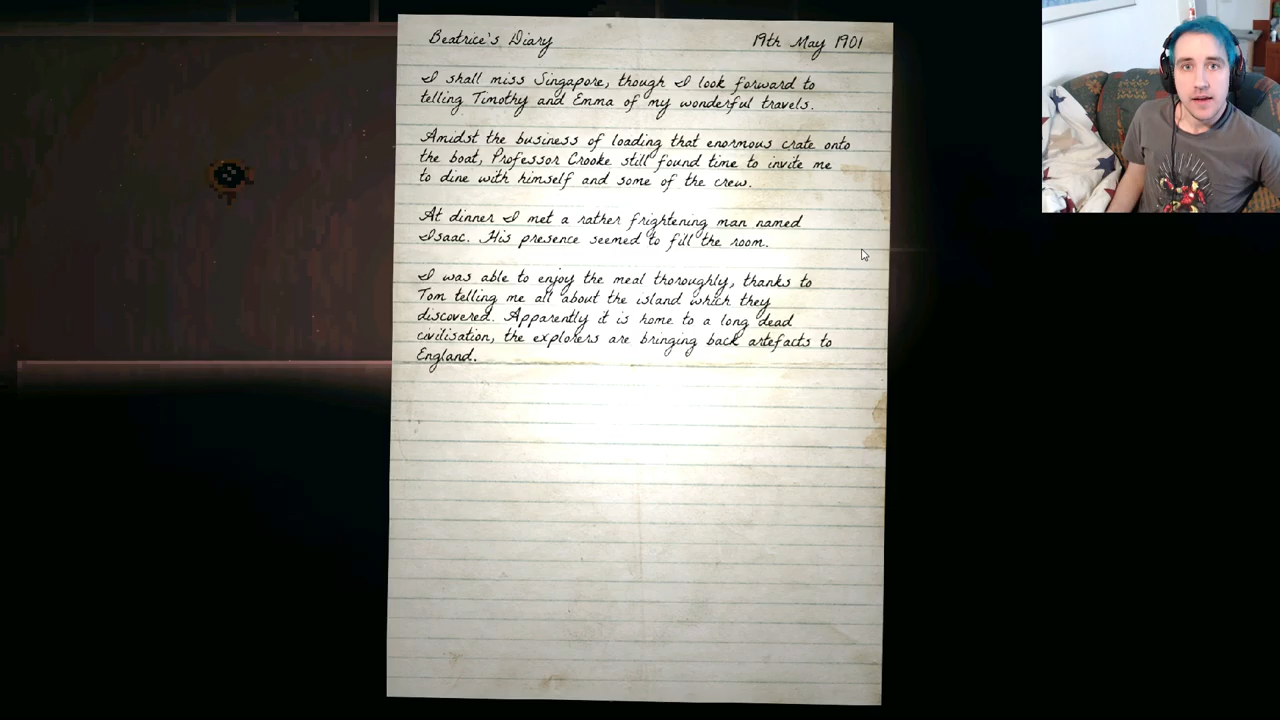 Beatrice's Diary 19th May 1901
I shall miss Singapore, though I look forward to
telling Timothy and Emma of my wonderful travels.
Amidst the business of loading that enormous crate onto
the boat, Professor Crooke still found time to invite me
to dine with himself and some of the crew.
At dinner I met a rather frightening man named
Isaac. His presence seemed to fill the room.
I was able to enjoy the meal thoroughly, thanks to
Tom telling me all about the island which they
discovered. Apparently it is home to a long dead
civilisation, the explorers are bringing back artefacts to
England.